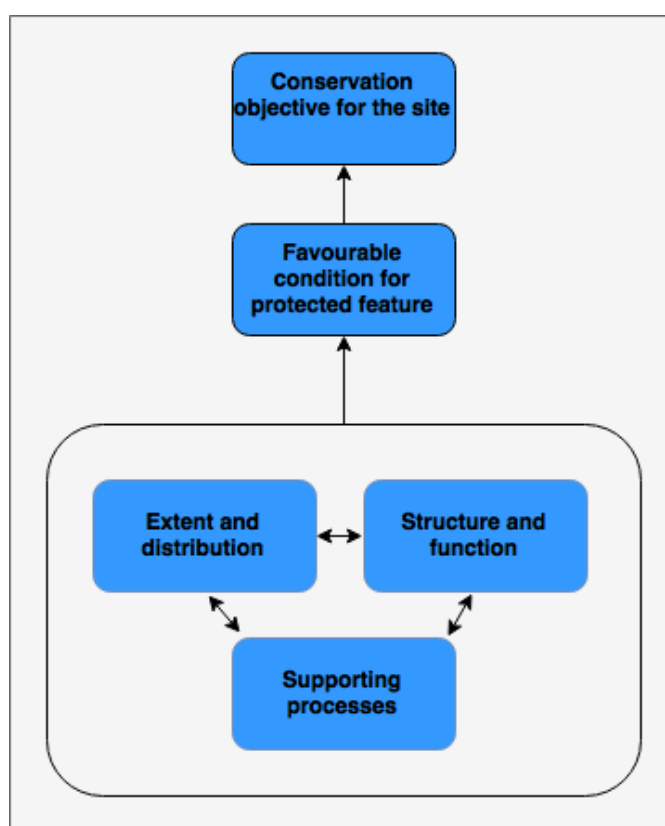 Conservation
objective for the site
Favourable
condition for
protected feature
Extent and
distribution
Structure and
function
Supporting
processes